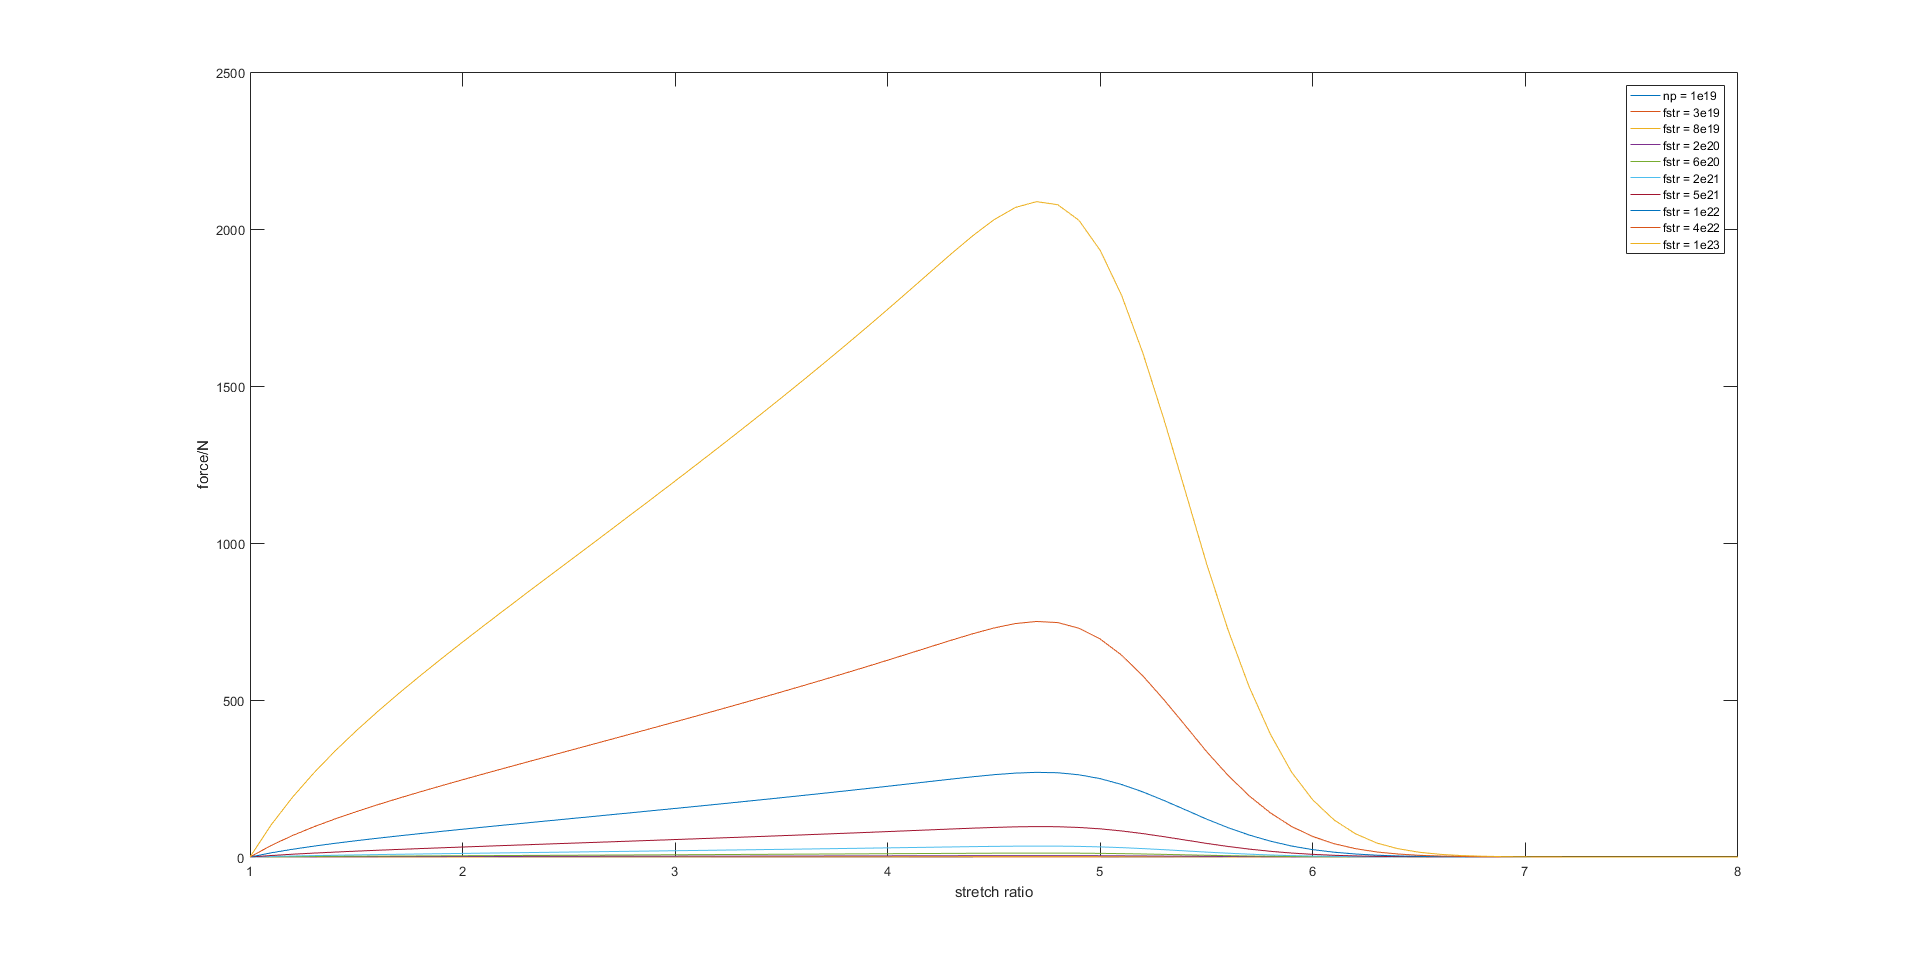 2500
2000
1500
1000
500
0
force/N
1
2
3
4
5
6
7
8
stretch ratio
np = 1e19
fstr = 3e19
fstr = 8e19
fstr = 2e20
fstr = 6e20
fstr = 2e21
fstr = 5e21
fstr = 1e22
fstr = 4e22
fstr = 1e23